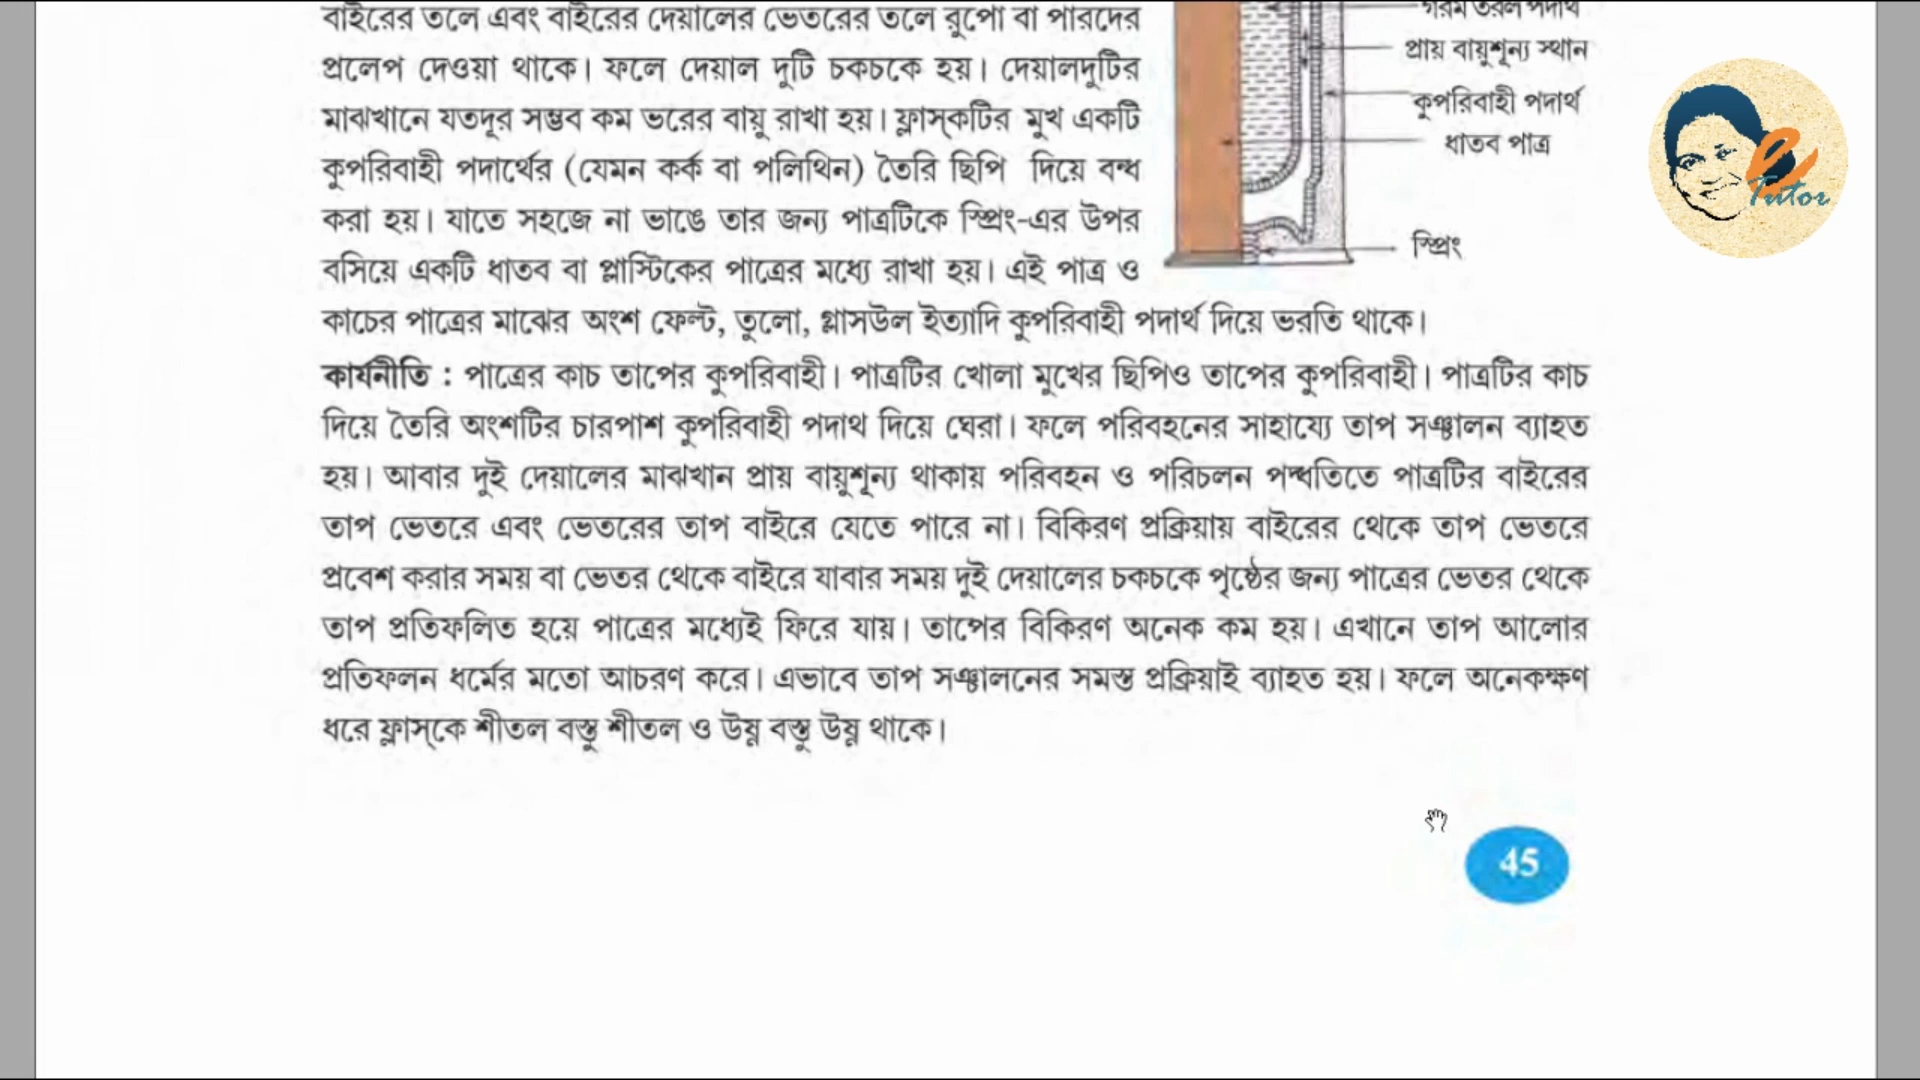 বাইরের তলে এবং বাইরের দেয়ালের ভেতরের তলে রুপো বা পারদের
গরম তরল পদার্থ
প্রলেপ দেওয়া থাকে। ফলে দেয়াল দুটি চকচকে হয়। দেয়ালদুটির
প্রায় বায়ুশূন্য স্থান
মাঝখানে যতদূর সম্ভব কম ভরের বায়ু রাখা হয়। ফ্লাস্‌কটির মুখ একটি
কুপরিবাহী পদার্থ
ধাতব পাত্র
কুপরিবাহী পদার্থের (যেমন কর্ক বা পলিথিন) তৈরি ছিপি দিয়ে বন্ধ
করা হয়। যাতে সহজে না ভাঙে তার জন্য পাত্রটিকে স্প্রিং-এর উপর
স্প্রিং
বসিয়ে একটি ধাতব বা প্লাস্টিকের পাত্রের মধ্যে রাখা হয়। এই পাত্র ও
কাচের পাত্রের মাঝের অংশ ফেল্ট, তুলো, গ্লাসউল ইত্যাদি কুপরিবাহী পদার্থ দিয়ে ভরতি থাকে।
কার্যনীতি : পাত্রের কাচ তাপের কুপরিবাহী। পাত্রটির খোলা মুখের ছিপিও তাপের কুপরিবাহী। পাত্রটির কাচ
দিয়ে তৈরি অংশটির চারপাশ কুপরিবাহী পদাথ দিয়ে ঘেরা। ফলে পরিবহনের সাহায্যে তাপ সঞ্চালন ব্যাহত
হয়। আবার দুই দেয়ালের মাঝখান প্রায় বায়ুশূন্য থাকায় পরিবহন ও পরিচলন পদ্ধতিতে পাত্রটির বাইরের
তাপ ভেতরে এবং ভেতরের তাপ বাইরে যেতে পারে না। বিকিরণ প্রক্রিয়ায় বাইরের থেকে তাপ ভেতরে
প্রবেশ করার সময় বা ভেতর থেকে বাইরে যাবার সময় দুই দেয়ালের চকচকে পৃষ্ঠের জন্য পাত্রের ভেতর থেকে
তাপ প্রতিফলিত হয়ে পাত্রের মধ্যেই ফিরে যায়। তাপের বিকিরণ অনেক কম হয়। এখানে তাপ আলোর
প্রতিফলন ধর্মের মতো আচরণ করে। এভাবে তাপ সঞ্চালনের সমস্ত প্রক্রিয়াই ব্যাহত হয়। ফলে অনেকক্ষণ
ধরে ফ্লাস্‌কে শীতল বস্তু শীতল ও উষ্ণ বস্তু উষ্ণ থাকে।
45
e Tutor